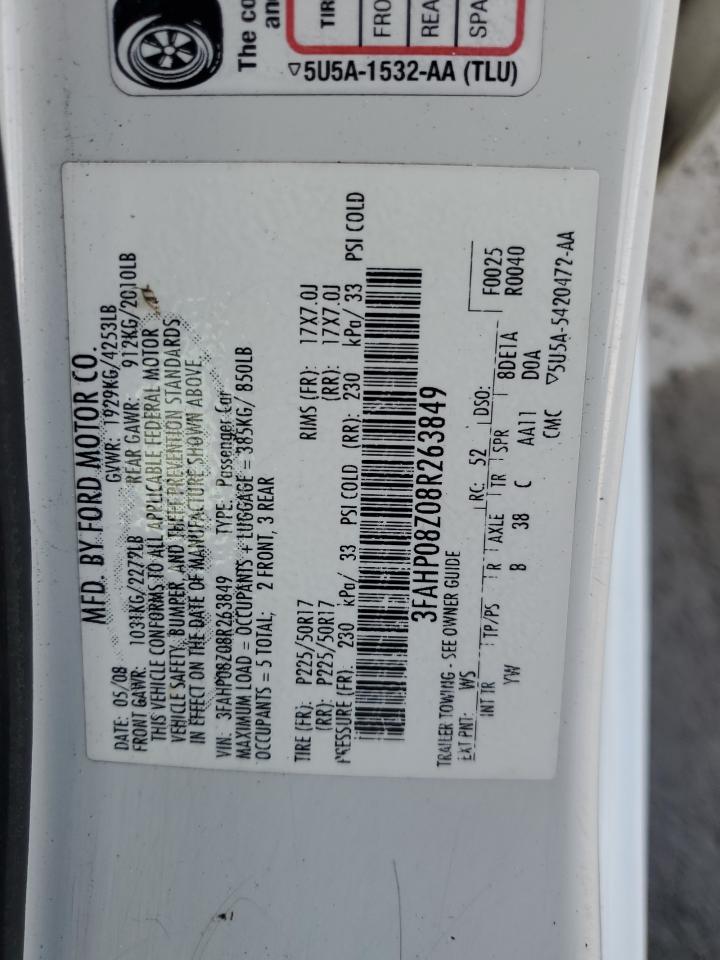 The co
an
TIR
FRO
REA
SPA
▽5U5A-1532-AA (TLU)
MFD. BY FORD MOTOR CO.
DATE: 05/08 GVWR: 1929KG/4253LB
FRONT GAWR: 1031KG/2272LB REAR GAWR: 912KG/2010LB
THIS VEHICLE CONFORMS TO ALL APPLICABLE FEDERAL MOTOR
VEHICLE SAFETY, BUMPER, AND THEFT PREVENTION STANDARDS
IN EFFECT ON THE DATE OF MANUFACTURE SHOWN ABOVE.
VIN: 3FAHP08Z08R263849 TYPE: Passenger Car
MAXIMUM LOAD = OCCUPANTS + LUGGAGE = 385KG/ 850LB
OCCUPANTS = 5 TOTAL; 2 FRONT, 3 REAR
TIRE (FR): P225/50R17 RIMS (FR): 17X7.0J
(RR): P225/50R17 (RR): 17X7.0J
PRESSURE (FR): 230 kPa/ 33 PSI COLD (RR): 230 kPa/ 33 PSI COLD
3FAHP08Z08R263849
TRAILER TOWING - SEE OWNER GUIDE
EXT PNT: WS RC: 52 DSO: F0025
INT TR TP/PS R AXLE TR SPR 8DE1A R0040
YW B 38 C AA11 D0A
CMC ▽5U5A-5420472-AA